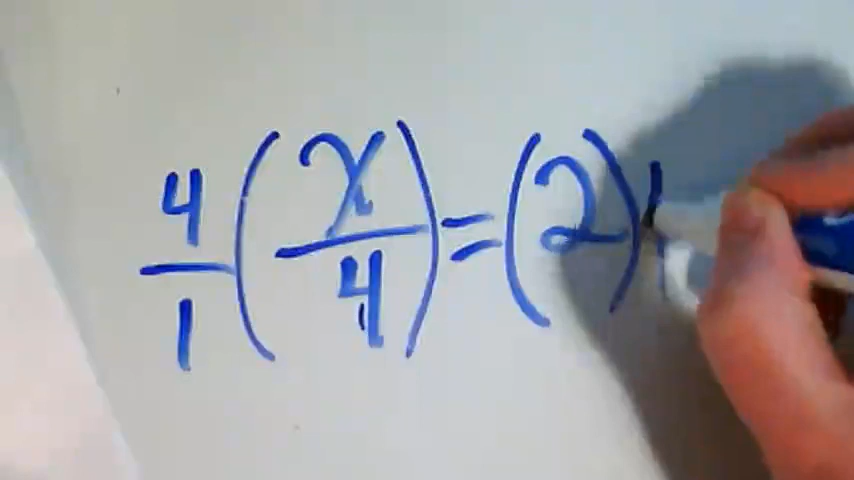 4/1 (x/4) = (2)